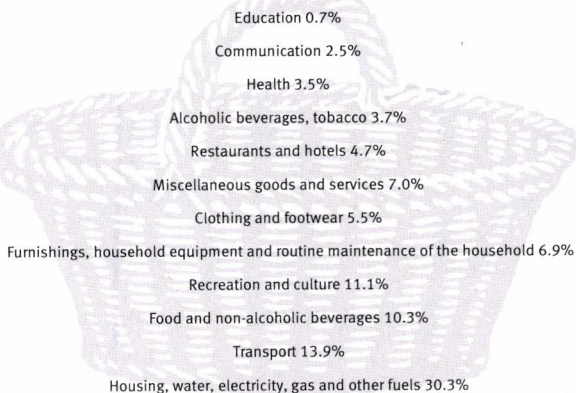 Education 0.7%
Communication 2.5%
Health 3.5%
Alcoholic beverages, tobacco 3.7%
Restaurants and hotels 4.7%
Miscellaneous goods and services 7.0%
Clothing and footwear 5.5%
Furnishings, household equipment and routine maintenance of the household 6.9%
Recreation and culture 11.1%
Food and non-alcoholic beverages 10.3%
Transport 13.9%
Housing, water, electricity, gas and other fuels 30.3%